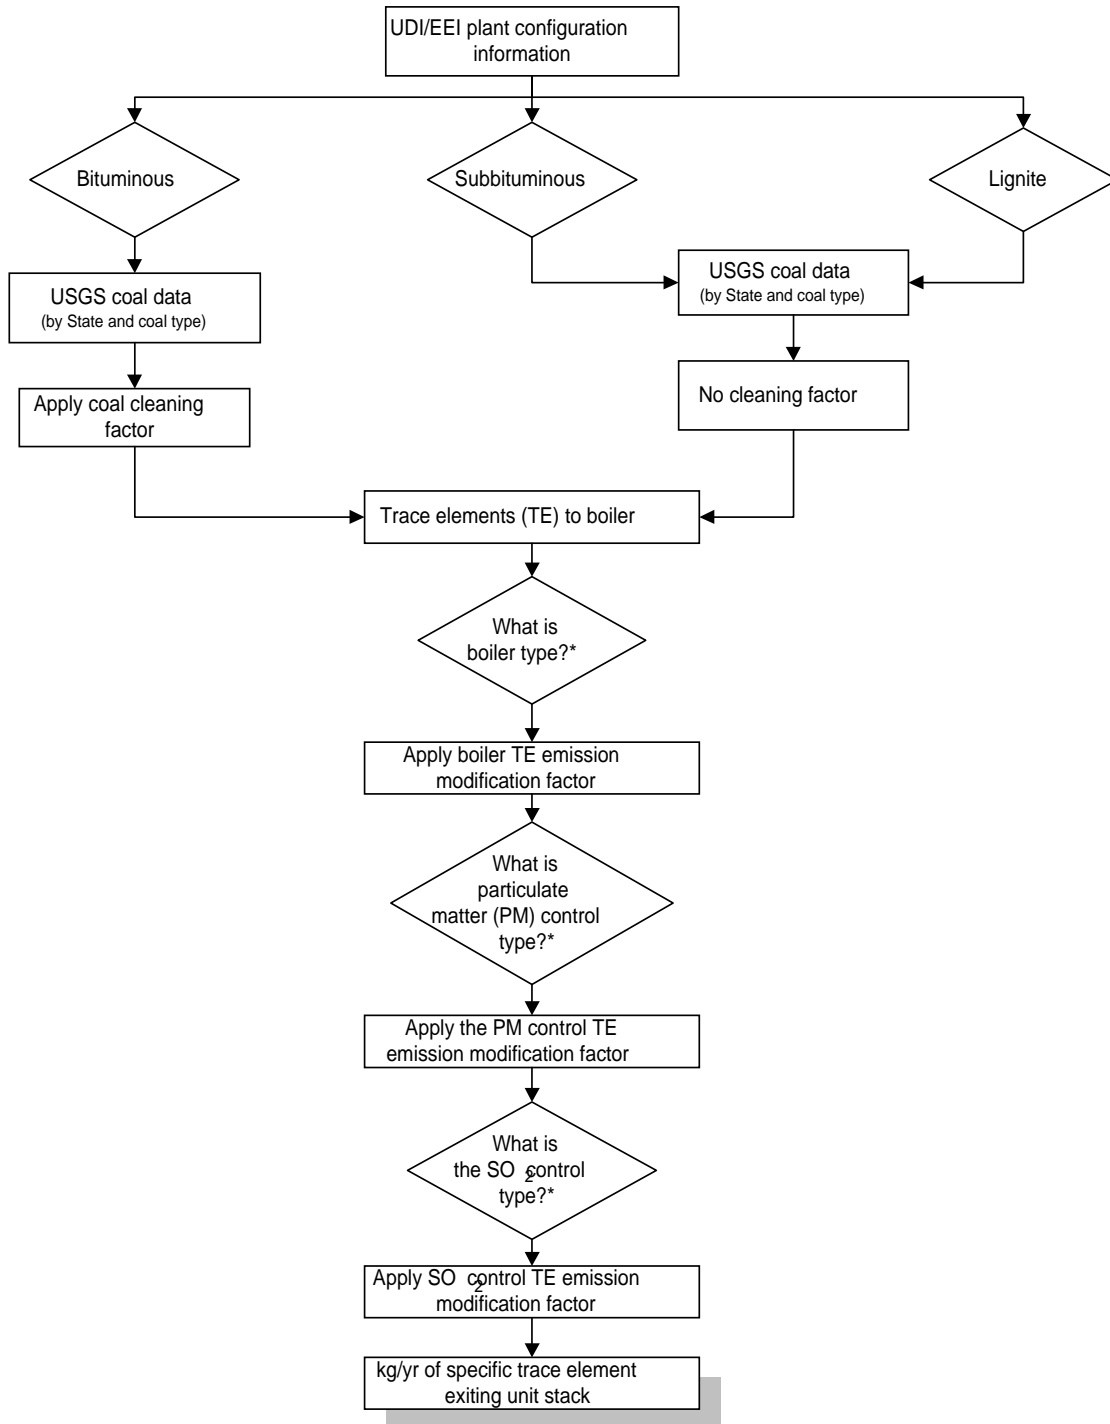 UDI/EEI plant configuration
information
Bituminous
Subbituminous
Lignite
USGS coal data
(by State and coal type)
USGS coal data
(by State and coal type)
Apply coal cleaning
factor
No cleaning factor
Trace elements (TE) to boiler
What is
boiler type?*
Apply boiler TE emission
modification factor
What is
particulate
matter (PM) control
type?*
Apply the PM control TE
emission modification factor
What is
the SO2 control
type?*
Apply SO2 control TE emission
modification factor
kg/yr of specific trace element
exiting unit stack